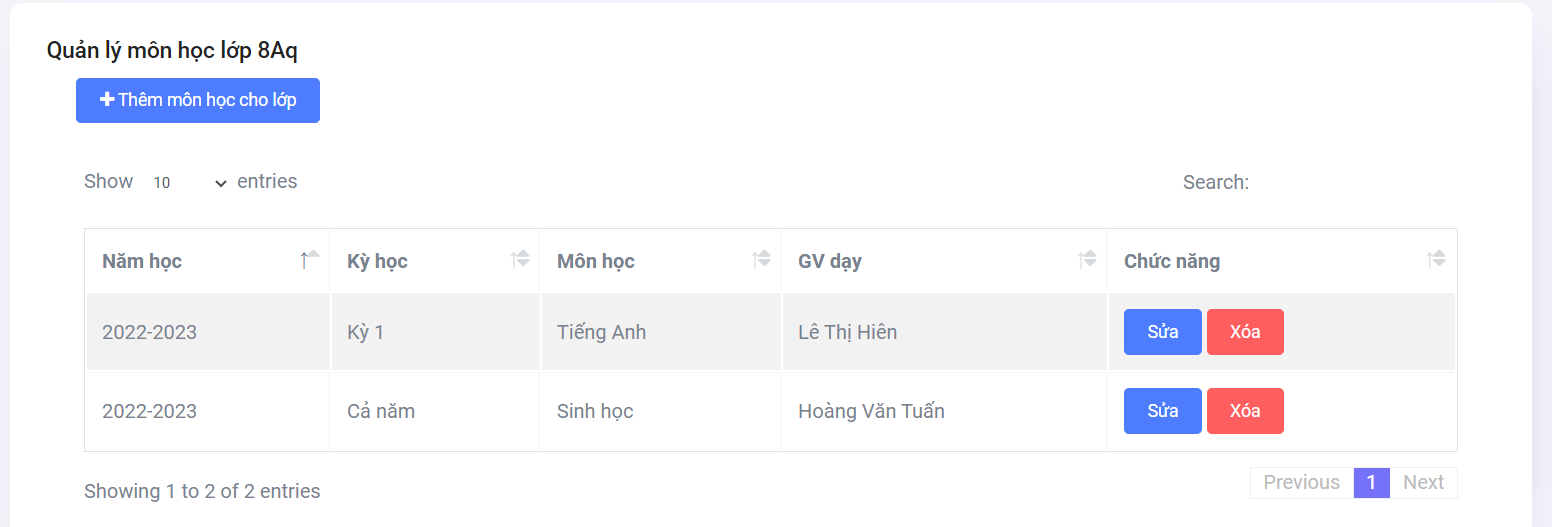 Quản lý môn học lớp 8Aq
Thêm môn học cho lớp
Show 10 entries Search:
Năm học Kỳ học Môn học GV dạy Chức năng
2022-2023 Kỳ 1 Tiếng Anh Lê Thị Hiên Sửa Xóa
2022-2023 Cả năm Sinh học Hoàng Văn Tuấn Sửa Xóa
Showing 1 to 2 of 2 entries Previous 1 Next